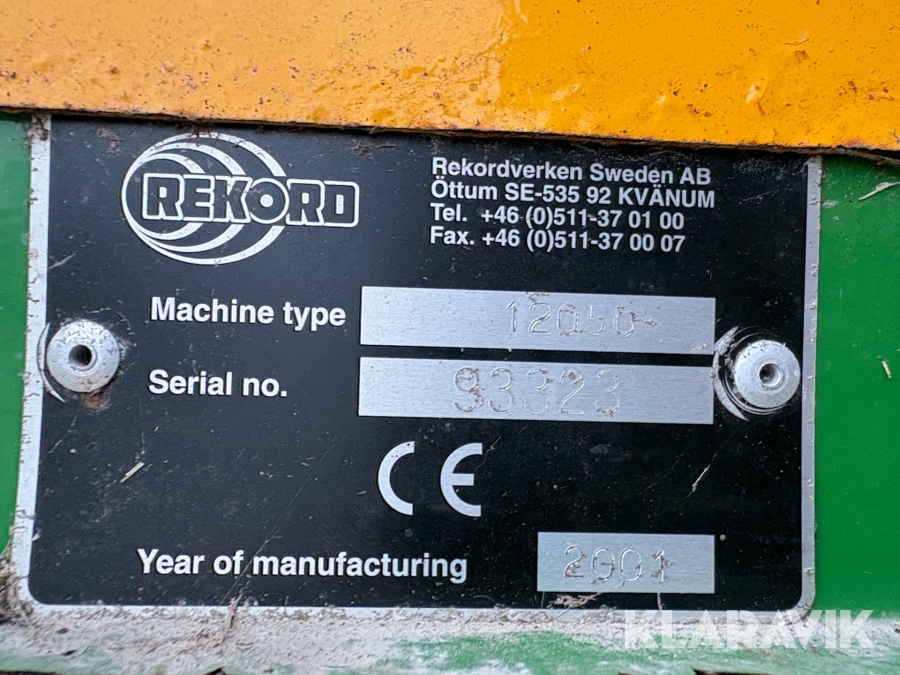 REKORD
Rekordverken Sweden AB
Öttum SE-535 92 KVÄNUM
Tel. +46 (0)511-37 01 00
Fax. +46 (0)511-37 00 07
Machine type
Serial no. 93323
CE
Year of manufacturing 2001
KLARAVIK